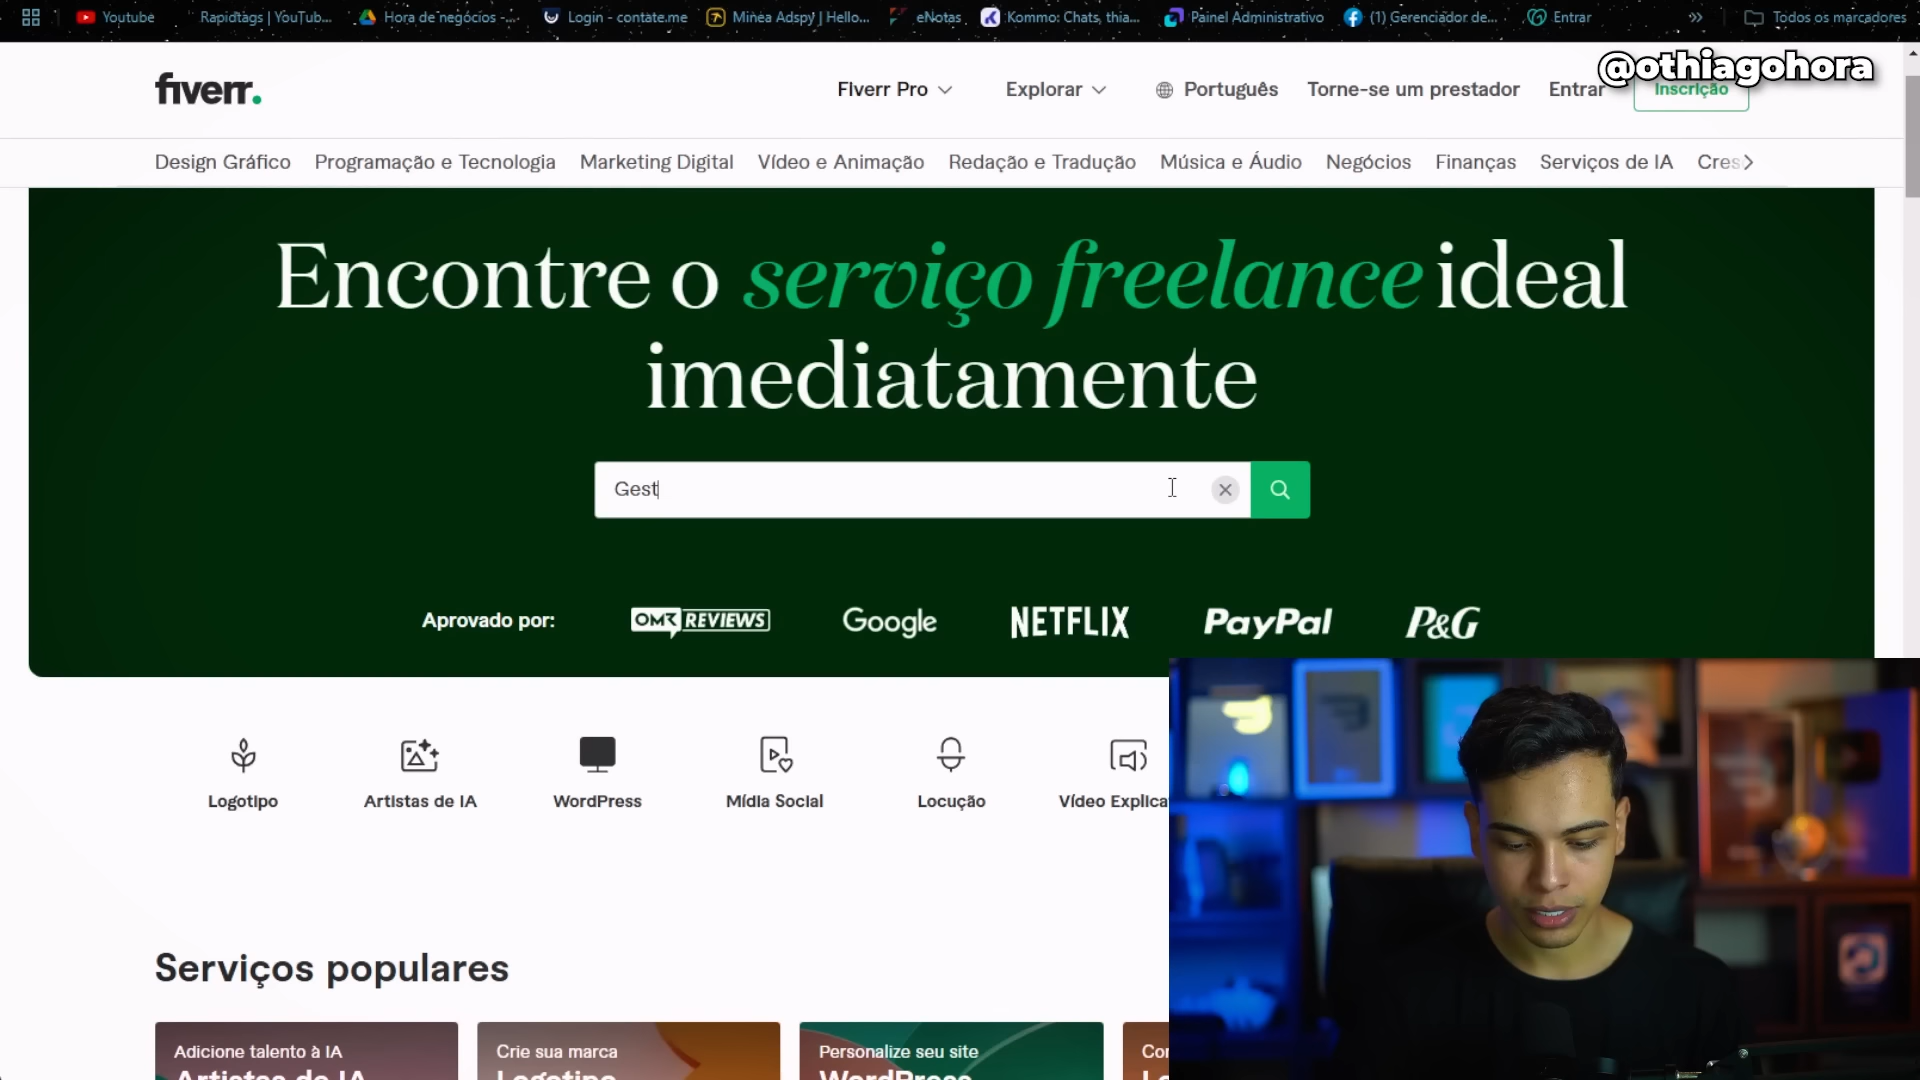 Youtube
Rapidtags | YouTub...
Hora de negócios -...
Login - contate.me
Minea Adspy | Hello...
eNotas
Kommo: Chats, thia...
Painel Administrativo
(1) Gerenciador de...
Entrar
Todos os marcadores
@othiagohora
fiverr.
Fiverr Pro
Explorar
Português
Torne-se um prestador
Entrar
Inscrição
Design Gráfico
Programação e Tecnologia
Marketing Digital
Vídeo e Animação
Redação e Tradução
Música e Áudio
Negócios
Finanças
Serviços de IA
Cres
Encontre o serviço freelance ideal
imediatamente
Gest
Aprovado por:
OMR REVIEWS
Google
NETFLIX
PayPal
P&G
Logotipo
Artistas de IA
WordPress
Mídia Social
Locução
Vídeo Explica
Serviços populares
Adicione talento à IA
Artistas de IA
Crie sua marca
Logotipo
Personalize seu site
WordPress